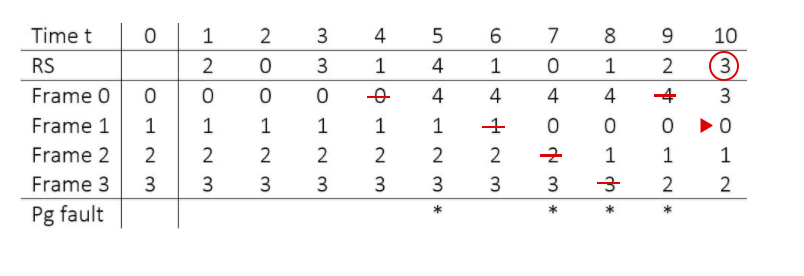 Time t 0 1 2 3 4 5 6 7 8 9 10
RS 2 0 3 1 4 1 0 1 2 3
Frame 0 0 0 0 0 0 4 4 4 4 4 3
Frame 1 1 1 1 1 1 1 1 0 0 0 0
Frame 2 2 2 2 2 2 2 2 2 1 1 1
Frame 3 3 3 3 3 3 3 3 3 3 2 2
Pg fault * * * *